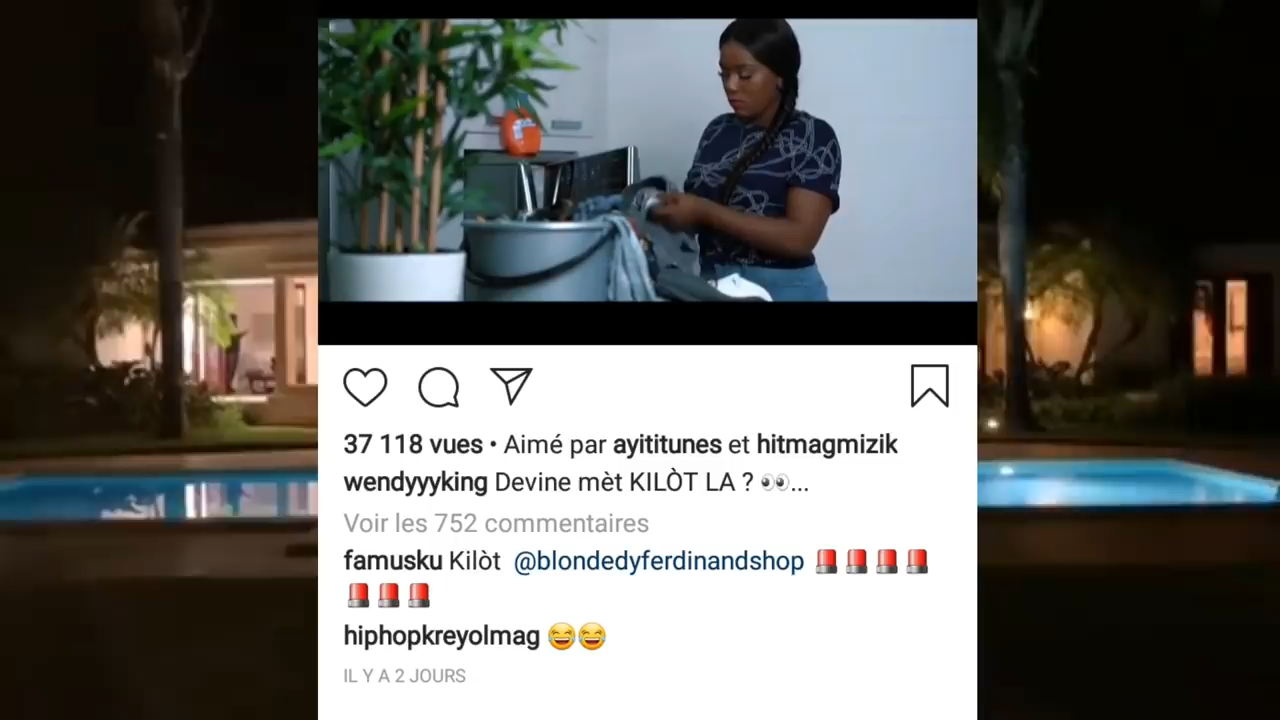 37 118 vues • Aimé par ayititunes et hitmagmizik
wendyyyking Devine mèt KILÒT LA ? 👀...
Voir les 752 commentaires
famusku Kilòt @blondedyferdinandshop 🚨🚨🚨🚨
🚨🚨🚨
hiphopkreyolmag 😂😂
IL Y A 2 JOURS